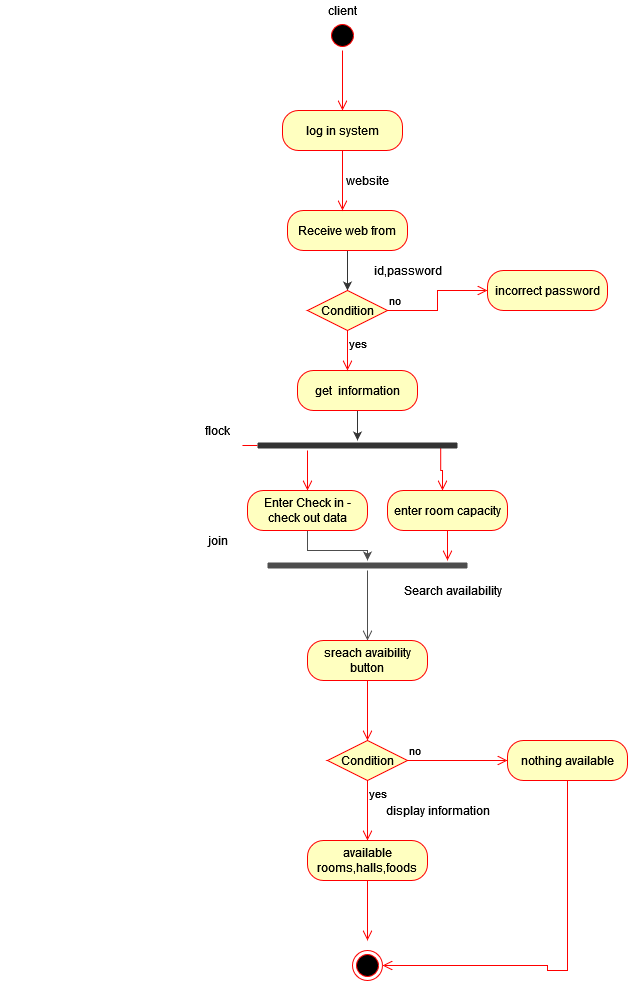 client
log in system
website
Receive web from
id,password
Condition
no
incorrect password
yes
get  information
flock
Enter Check in -
check out data
enter room capacity
join
Search availability
sreach avaibility
button
Condition
no
nothing available
yes
display information
available
rooms,halls,foods